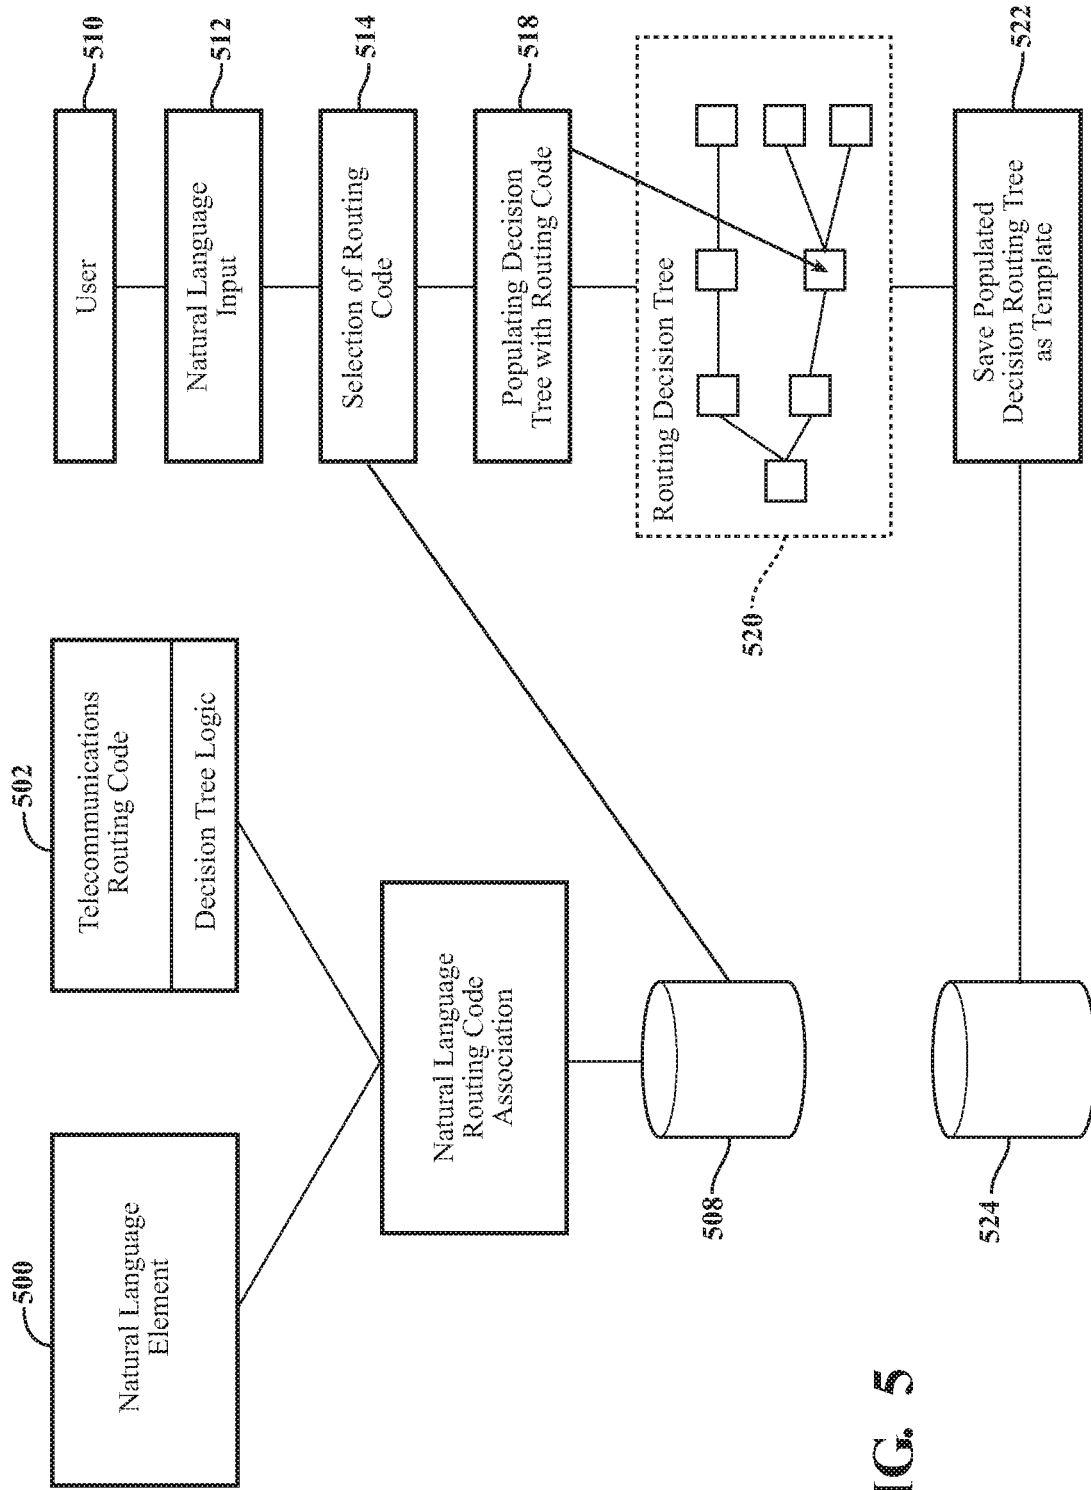 500
Natural Language
Element
502
Telecommunications
Routing Code
Decision Tree Logic
Natural Language
Routing Code
Association
508
524
User
510
Natural Language
Input
512
Selection of Routing
Code
514
Populating Decision
Tree with Routing Code
518
Routing Decision Tree
520
Save Populated
Decision Routing Tree
as Template
522
IG. 5